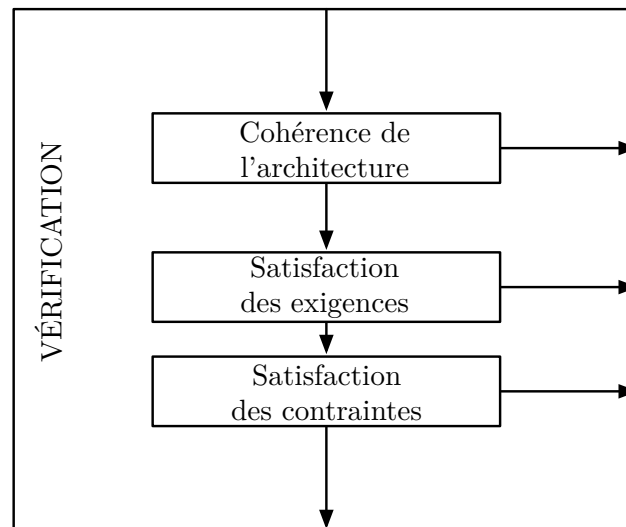 VÉRIFICATION
Cohérence de
l'architecture
Satisfaction
des exigences
Satisfaction
des contraintes